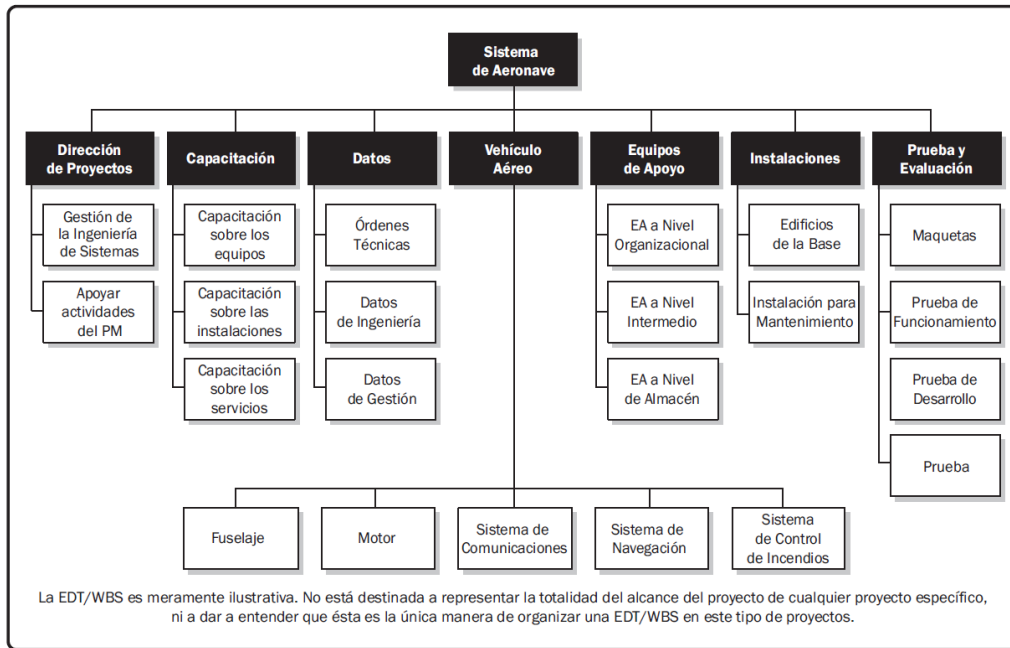 Sistema
de Aeronave
Dirección
de Proyectos
Capacitación
Datos
Vehículo
Aéreo
Equipos
de Apoyo
Instalaciones
Prueba y
Evaluación
Gestión de
la Ingeniería
de Sistemas
Capacitación
sobre los
equipos
Órdenes
Técnicas
EA a Nivel
Organizacional
Edificios
de la Base
Maquetas
Apoyar
actividades
del PM
Capacitación
sobre las
instalaciones
Datos
de Ingeniería
EA a Nivel
Intermedio
Instalación para
Mantenimiento
Prueba de
Funcionamiento
Capacitación
sobre los
servicios
Datos
de Gestión
EA a Nivel
de Almacén
Prueba de
Desarrollo
Prueba
Fuselaje
Motor
Sistema de
Comunicaciones
Sistema de
Navegación
Sistema
de Control
de Incendios
La EDT/WBS es meramente ilustrativa. No está destinada a representar la totalidad del alcance del proyecto de cualquier proyecto específico,
ni a dar a entender que ésta es la única manera de organizar una EDT/WBS en este tipo de proyectos.